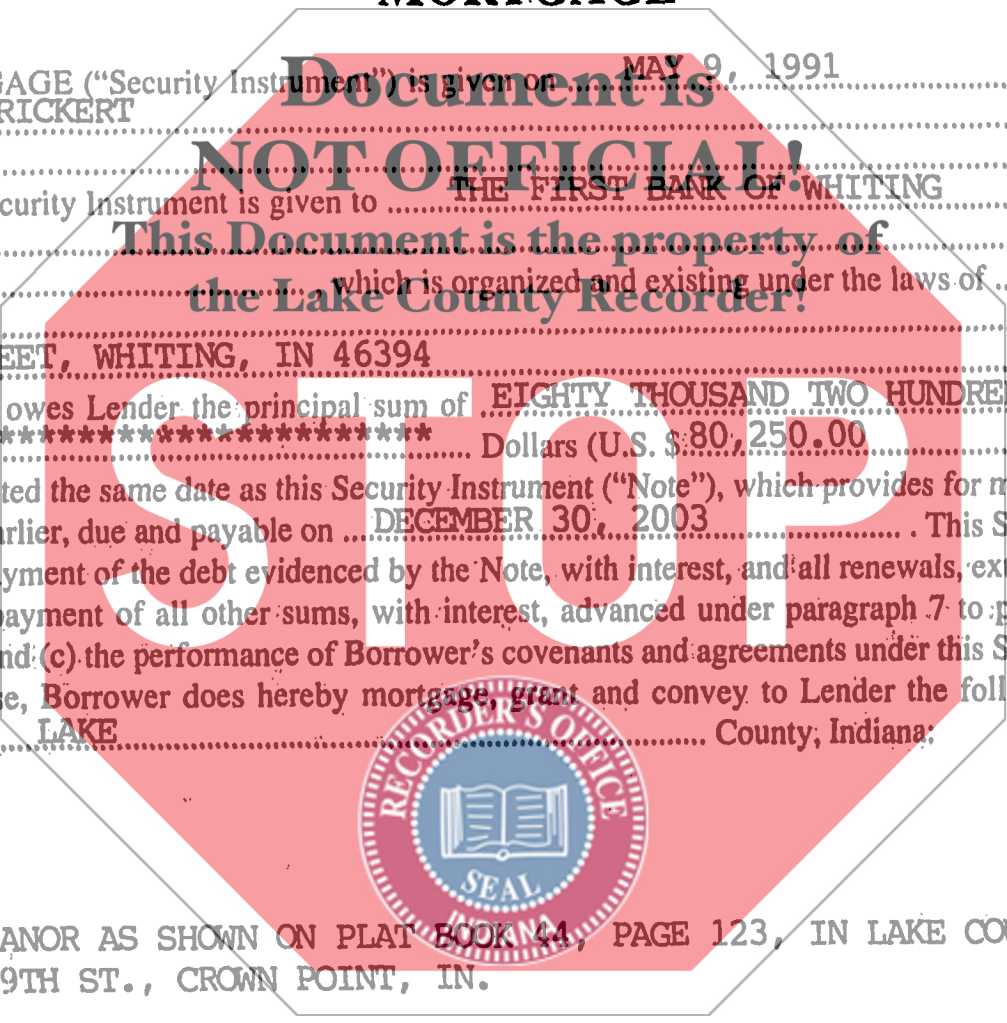 MORTGAGE
GAGE ("Security Instrument") is given on MAY 9, 1991
RICKERT
Document is
NOT OFFICIAL!
curity Instrument is given to THE FIRST BANK OF WHITING
This Document is the property of
, which is organized and existing under the laws of
the Lake County Recorder!
EET, WHITING, IN 46394
owes Lender the principal sum of EIGHTY THOUSAND TWO HUNDRE
************************** Dollars (U.S. $ 80,250.00
STOP
ted the same date as this Security Instrument ("Note"), which provides for m
arlier, due and payable on DECEMBER 30, 2003 . This S
yment of the debt evidenced by the Note, with interest, and all renewals, ex
payment of all other sums, with interest, advanced under paragraph 7 to p
nd (c) the performance of Borrower's covenants and agreements under this S
se, Borrower does hereby mortgage, grant and convey to Lender the foll
LAKE County, Indiana:
RECORDER'S OFFICE
SEAL
INDIANA
ANOR AS SHOWN ON PLAT BOOK 44, PAGE 123, IN LAKE COU
9TH ST., CROWN POINT, IN.